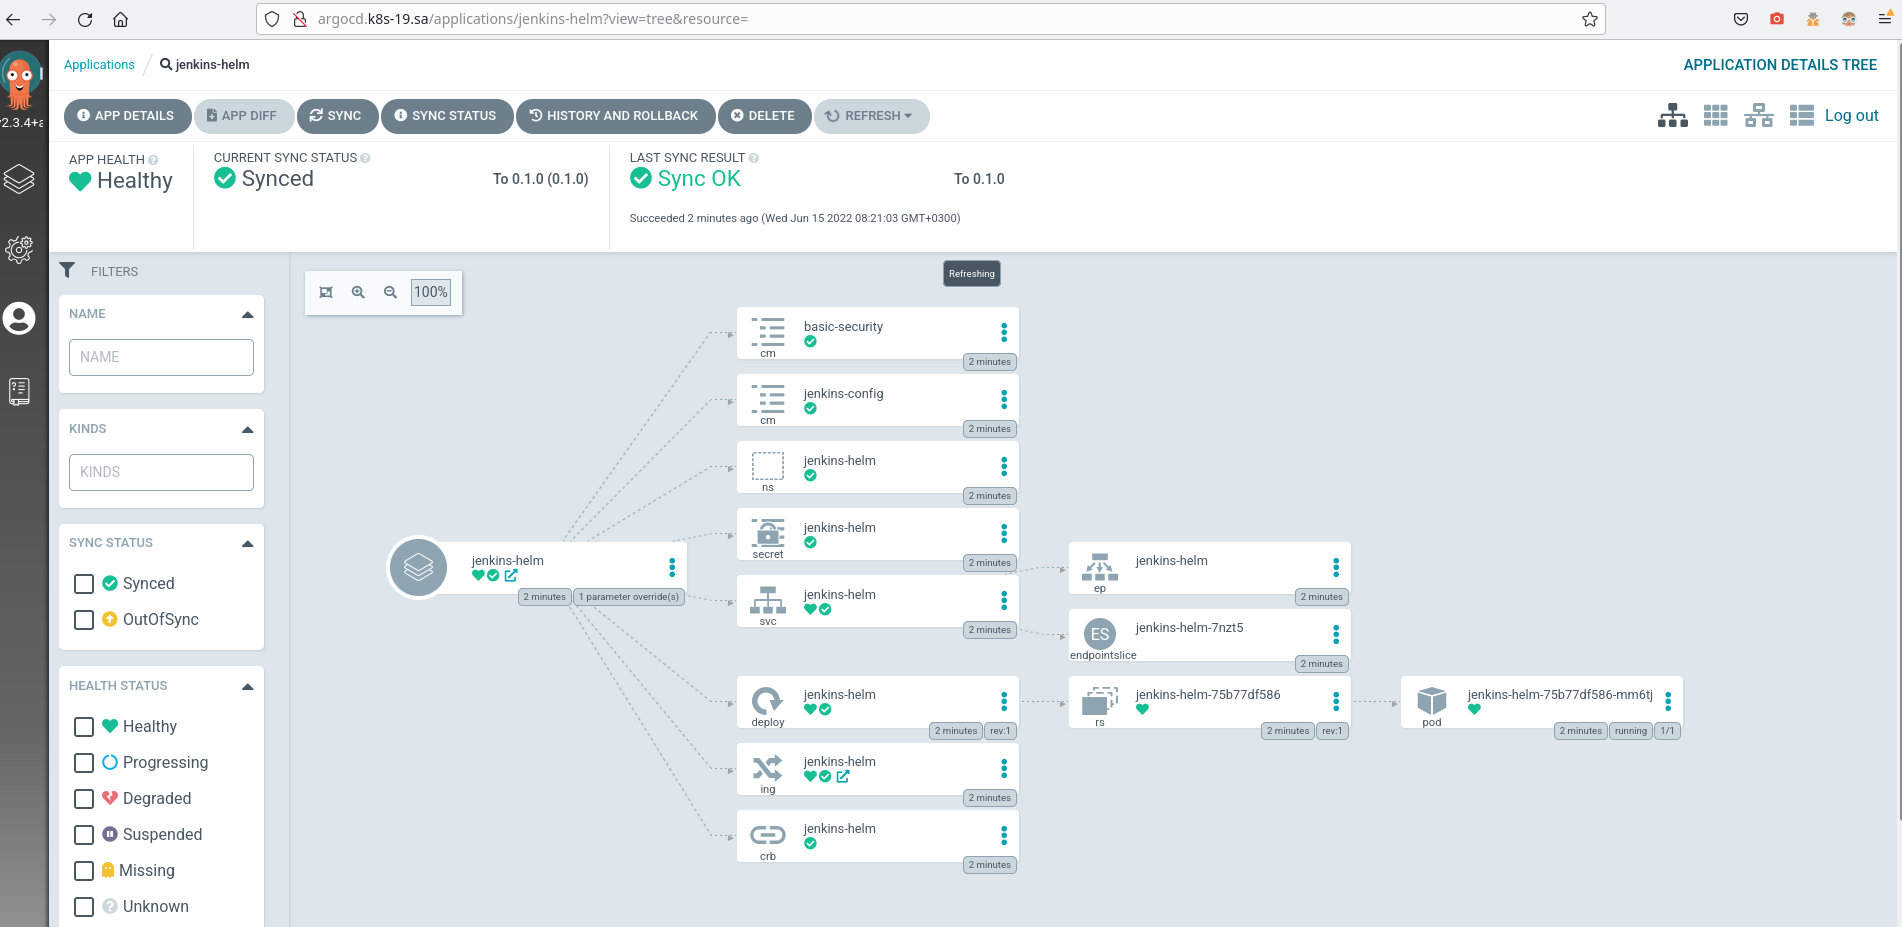 argocd.k8s-19.sa/applications/jenkins-helm?view=tree&resource=
Applications / jenkins-helm
APPLICATION DETAILS TREE
v2.3.4+a
APP DETAILS
APP DIFF
SYNC
SYNC STATUS
HISTORY AND ROLLBACK
DELETE
REFRESH
Log out
APP HEALTH
Healthy
CURRENT SYNC STATUS
Synced
To 0.1.0 (0.1.0)
LAST SYNC RESULT
Sync OK
To 0.1.0
Succeeded 2 minutes ago (Wed Jun 15 2022 08:21:03 GMT+0300)
FILTERS
NAME
NAME
KINDS
KINDS
SYNC STATUS
Synced
OutOfSync
HEALTH STATUS
Healthy
Progressing
Degraded
Suspended
Missing
Unknown
100%
Refreshing
jenkins-helm
2 minutes
1 parameter override(s)
basic-security
cm
2 minutes
jenkins-config
cm
2 minutes
jenkins-helm
ns
2 minutes
jenkins-helm
secret
2 minutes
jenkins-helm
svc
2 minutes
jenkins-helm
deploy
2 minutes
rev:1
jenkins-helm
ing
2 minutes
jenkins-helm
crb
2 minutes
jenkins-helm
ep
2 minutes
ES
jenkins-helm-7nzt5
endpointslice
2 minutes
jenkins-helm-75b77df586
rs
2 minutes
rev:1
jenkins-helm-75b77df586-mm6tj
pod
2 minutes
running
1/1